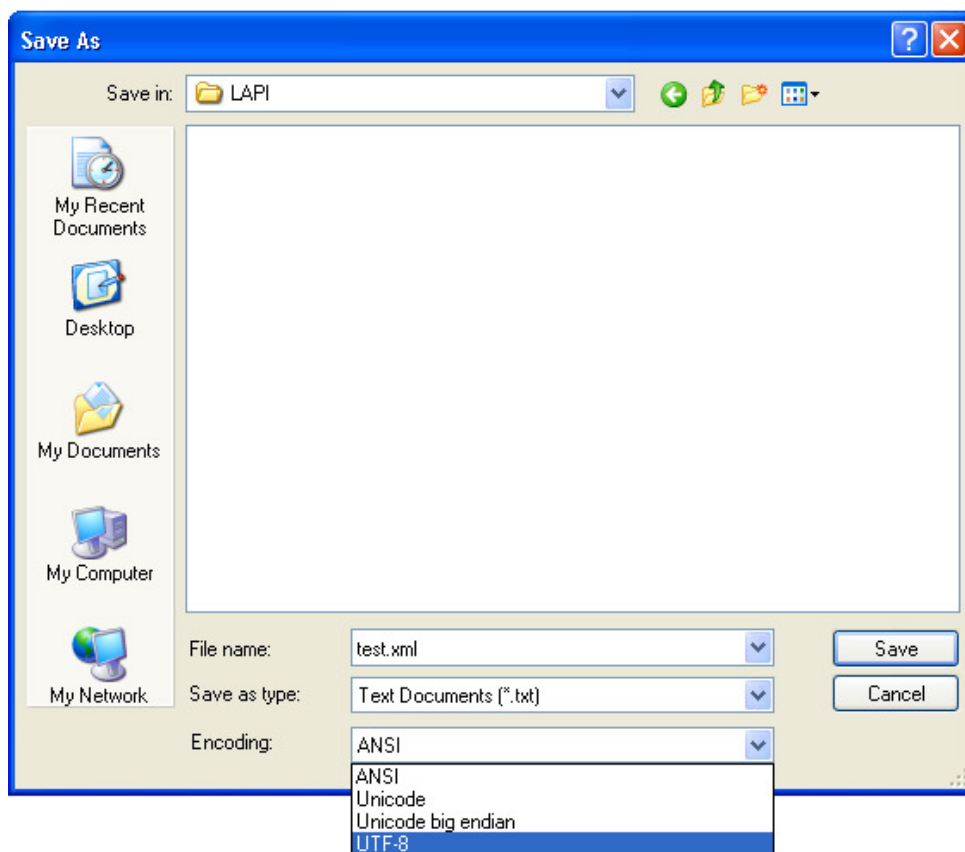 Save As
Save in:
LAPI
My Recent
Documents
Desktop
My Documents
My Computer
My Network
File name:
test.xml
Save
Save as type:
Text Documents (*.txt)
Cancel
Encoding:
ANSI
ANSI
Unicode
Unicode big endian
UTF-8